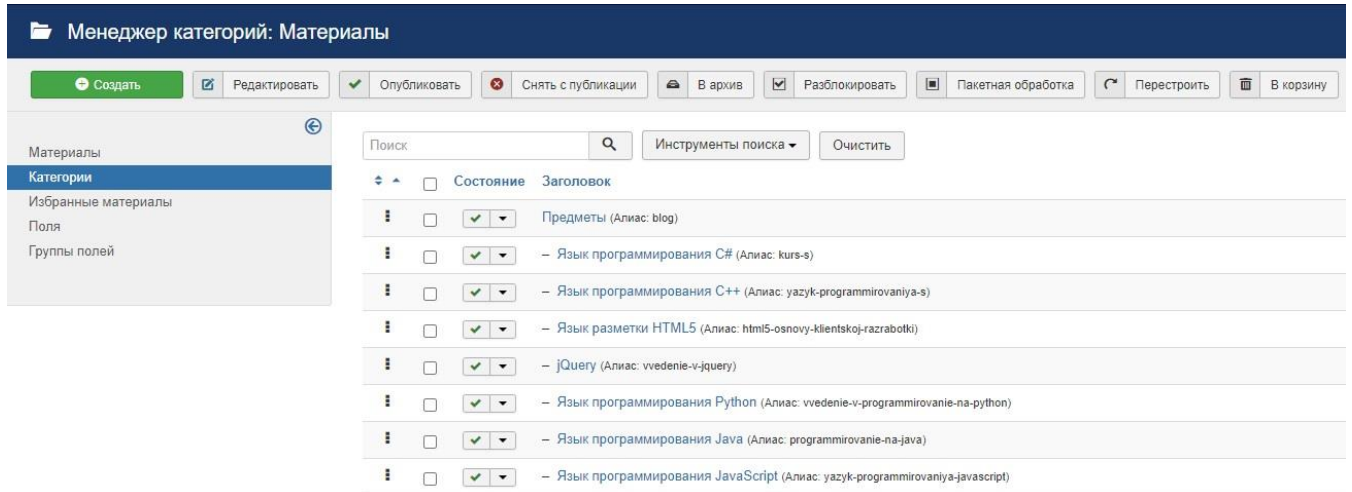 Менеджер категорий: Материалы
Создать Редактировать Опубликовать Снять с публикации В архив Разблокировать Пакетная обработка Перестроить В корзину
Материалы
Категории
Избранные материалы
Поля
Группы полей
Поиск Инструменты поиска Очистить
Состояние Заголовок
Предметы (Алиас: blog)
– Язык программирования C# (Алиас: kurs-s)
– Язык программирования C++ (Алиас: yazyk-programmirovaniya-s)
– Язык разметки HTML5 (Алиас: html5-osnovy-klientskoj-razrabotki)
– jQuery (Алиас: vvedenie-v-jquery)
– Язык программирования Python (Алиас: vvedenie-v-programmirovanie-na-python)
– Язык программирования Java (Алиас: programmirovanie-na-java)
– Язык программирования JavaScript (Алиас: yazyk-programmirovaniya-javascript)